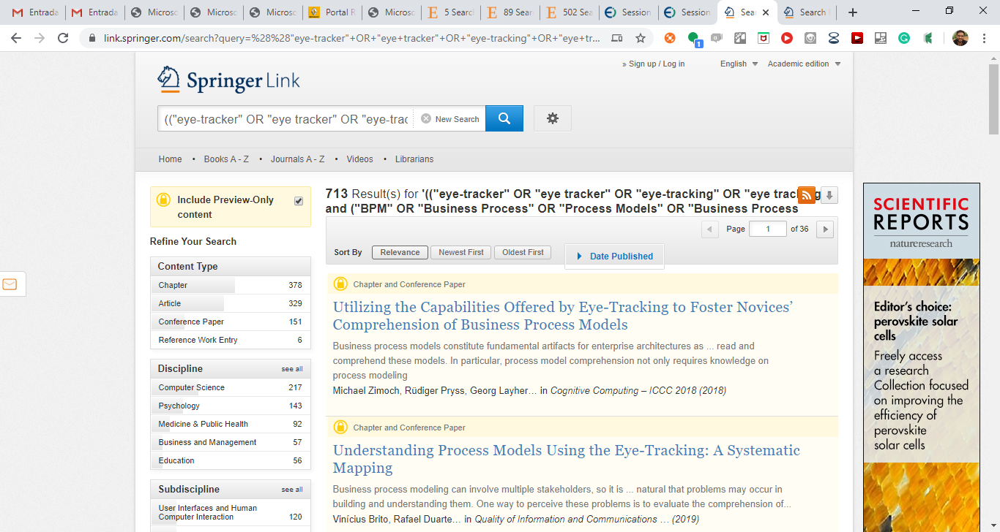 Entrada
Entrada
Microso
Microso
Microso
Portal R
Microso
5 Searc
89 Sear
502 Sea
Session
Session
Sear
Search
link.springer.com/search?query=%28%28"eye-tracker"+OR+"eye+tracker"+OR+"eye-tracking"+OR+"eye+tr...
1
» Sign up / Log in
English
Academic edition
Springer Link
(("eye-tracker" OR "eye tracker" OR "eye-trac
New Search
Home • Books A - Z • Journals A - Z • Videos • Librarians
Include Preview-Only content
Refine Your Search
Content Type
Chapter 378
Article 329
Conference Paper 151
Reference Work Entry 6
Discipline see all
Computer Science 217
Psychology 143
Medicine & Public Health 92
Business and Management 57
Education 56
Subdiscipline see all
User Interfaces and Human
Computer Interaction 120
713 Result(s) for '(("eye-tracker" OR "eye tracker" OR "eye-tracking" OR "eye tracking"
and ("BPM" OR "Business Process" OR "Process Models" OR "Business Process
Page 1 of 36
Sort By Relevance Newest First Oldest First Date Published
Chapter and Conference Paper
Utilizing the Capabilities Offered by Eye-Tracking to Foster Novices’
Comprehension of Business Process Models
Business process models constitute fundamental artifacts for enterprise architectures as ... read and
comprehend these models. In particular, process model comprehension not only requires knowledge on
process modeling
Michael Zimoch, Rüdiger Pryss, Georg Layher… in Cognitive Computing – ICCC 2018 (2018)
Chapter and Conference Paper
Understanding Process Models Using the Eye-Tracking: A Systematic
Mapping
Business process modeling can involve multiple stakeholders, so it is ... natural that problems may occur in
building and understanding them. One way to perceive these problems is to evaluate the comprehension of...
Vinícius Brito, Rafael Duarte… in Quality of Information and Communications … (2019)
SCIENTIFIC
REPORTS
natureresearch
Editor's choice:
perovskite solar
cells
Freely access
a research
Collection focused
on improving the
efficiency of
perovskite
solar cells